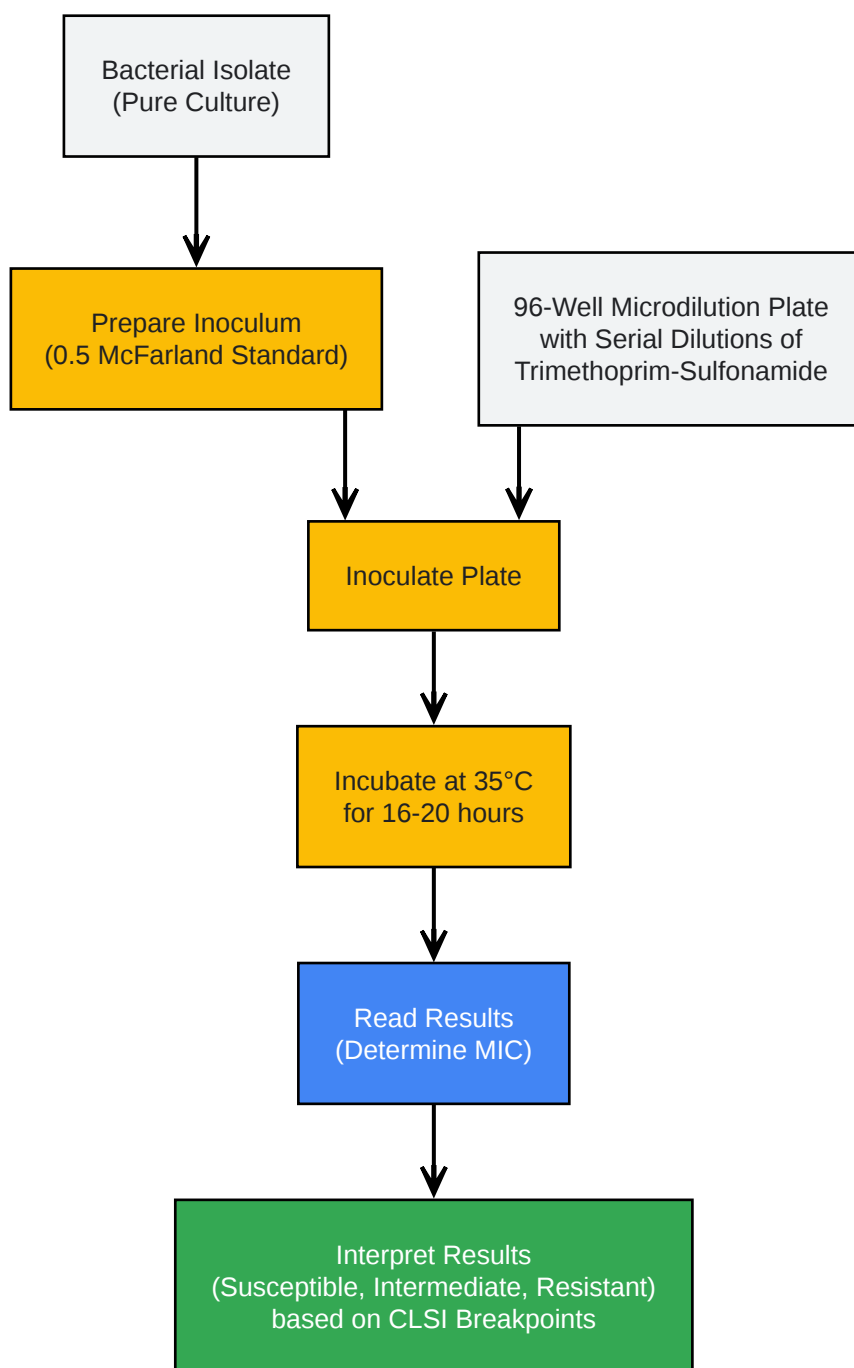 Bacterial Isolate
(Pure Culture)
Prepare Inoculum
(0.5 McFarland Standard)
96-Well Microdilution Plate
with Serial Dilutions of
Trimethoprim-Sulfonamide
Inoculate Plate
Incubate at 35°C
for 16-20 hours
Read Results
(Determine MIC)
Interpret Results
(Susceptible, Intermediate, Resistant)
based on CLSI Breakpoints